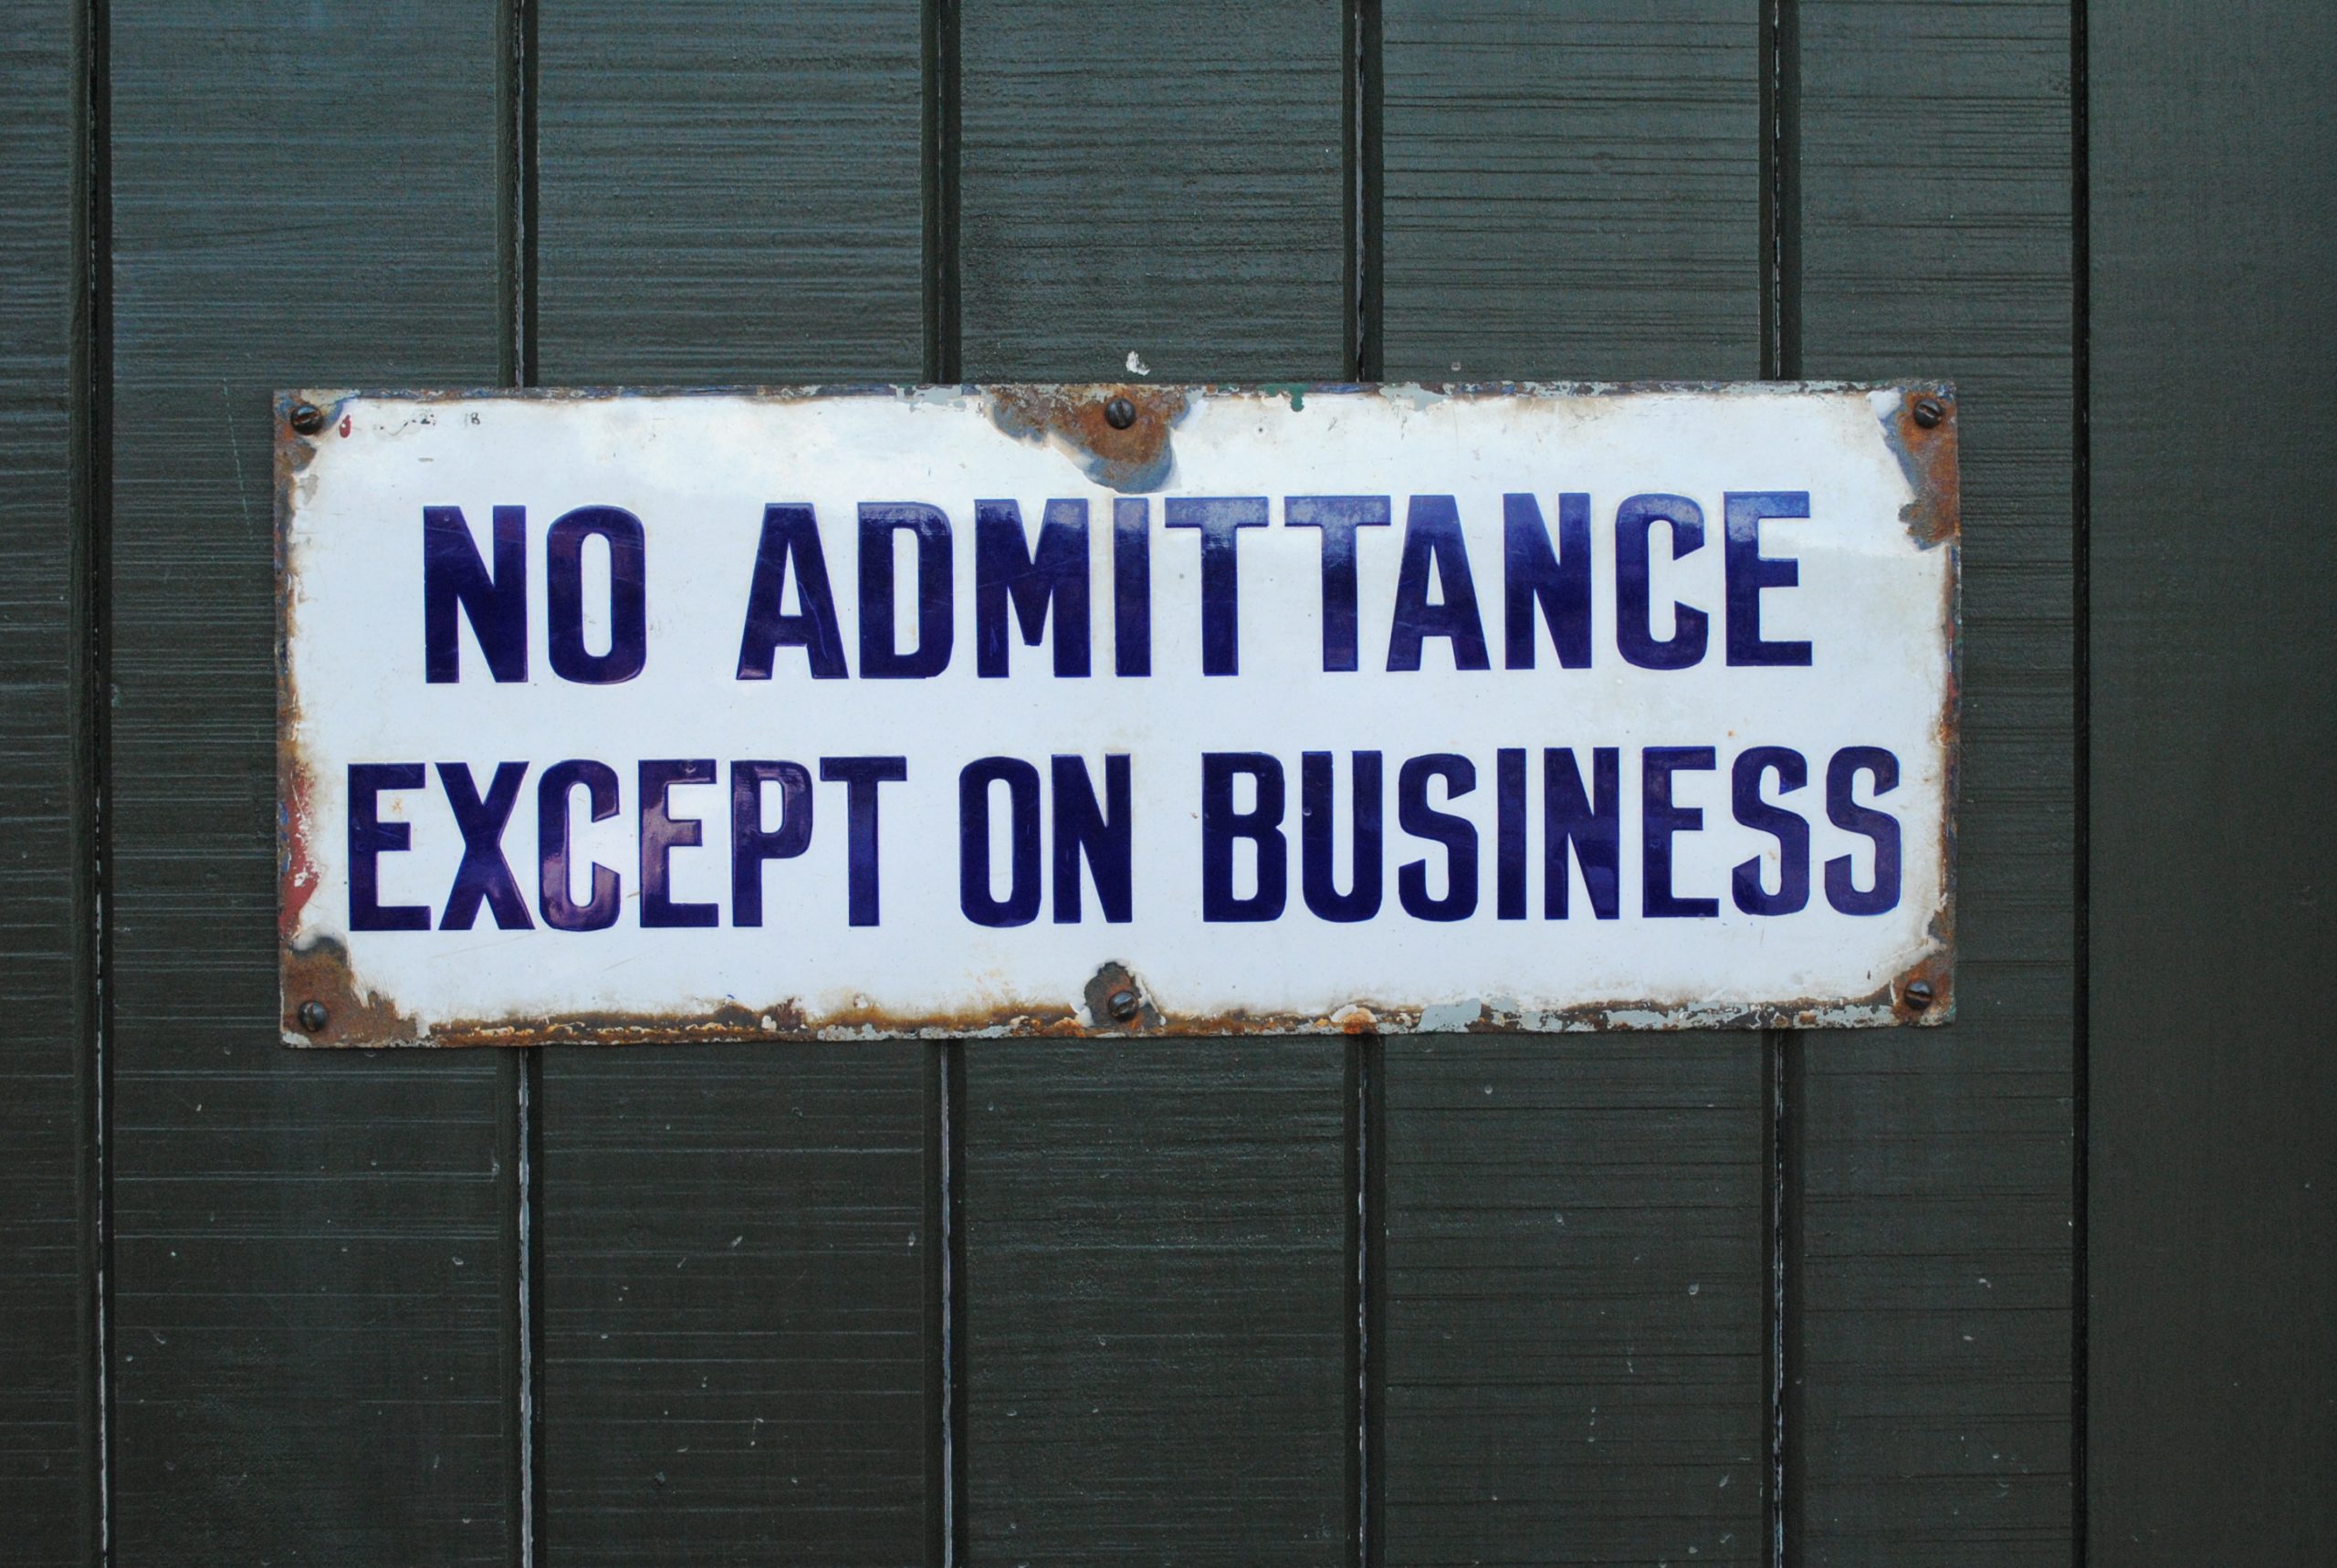 NO ADMITTANCE
EXCEPT ON BUSINESS